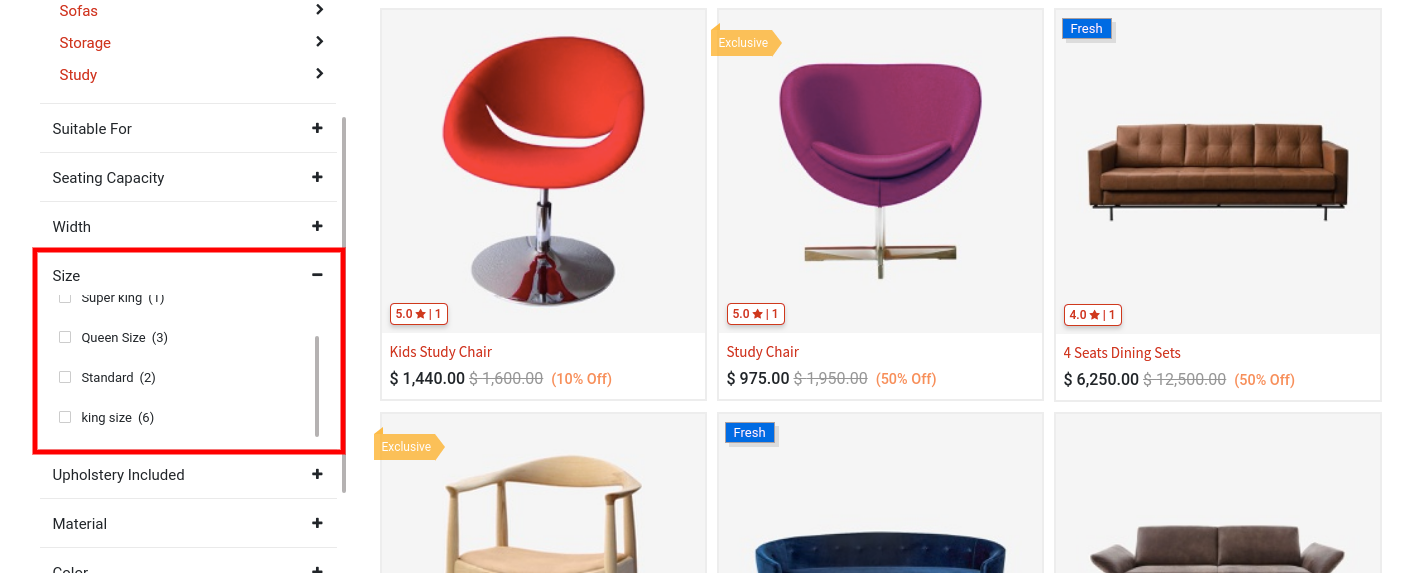 Sofas
Storage
Study
Suitable For
Seating Capacity
Width
Size
Super king (1)
Queen Size (3)
Standard (2)
king size (6)
Upholstery Included
Material
Color
5.0 ★ | 1
Kids Study Chair
$ 1,440.00 $ 1,600.00 (10% Off)
Exclusive
5.0 ★ | 1
Study Chair
$ 975.00 $ 1,950.00 (50% Off)
Fresh
4.0 ★ | 1
4 Seats Dining Sets
$ 6,250.00 $ 12,500.00 (50% Off)
Exclusive
Fresh